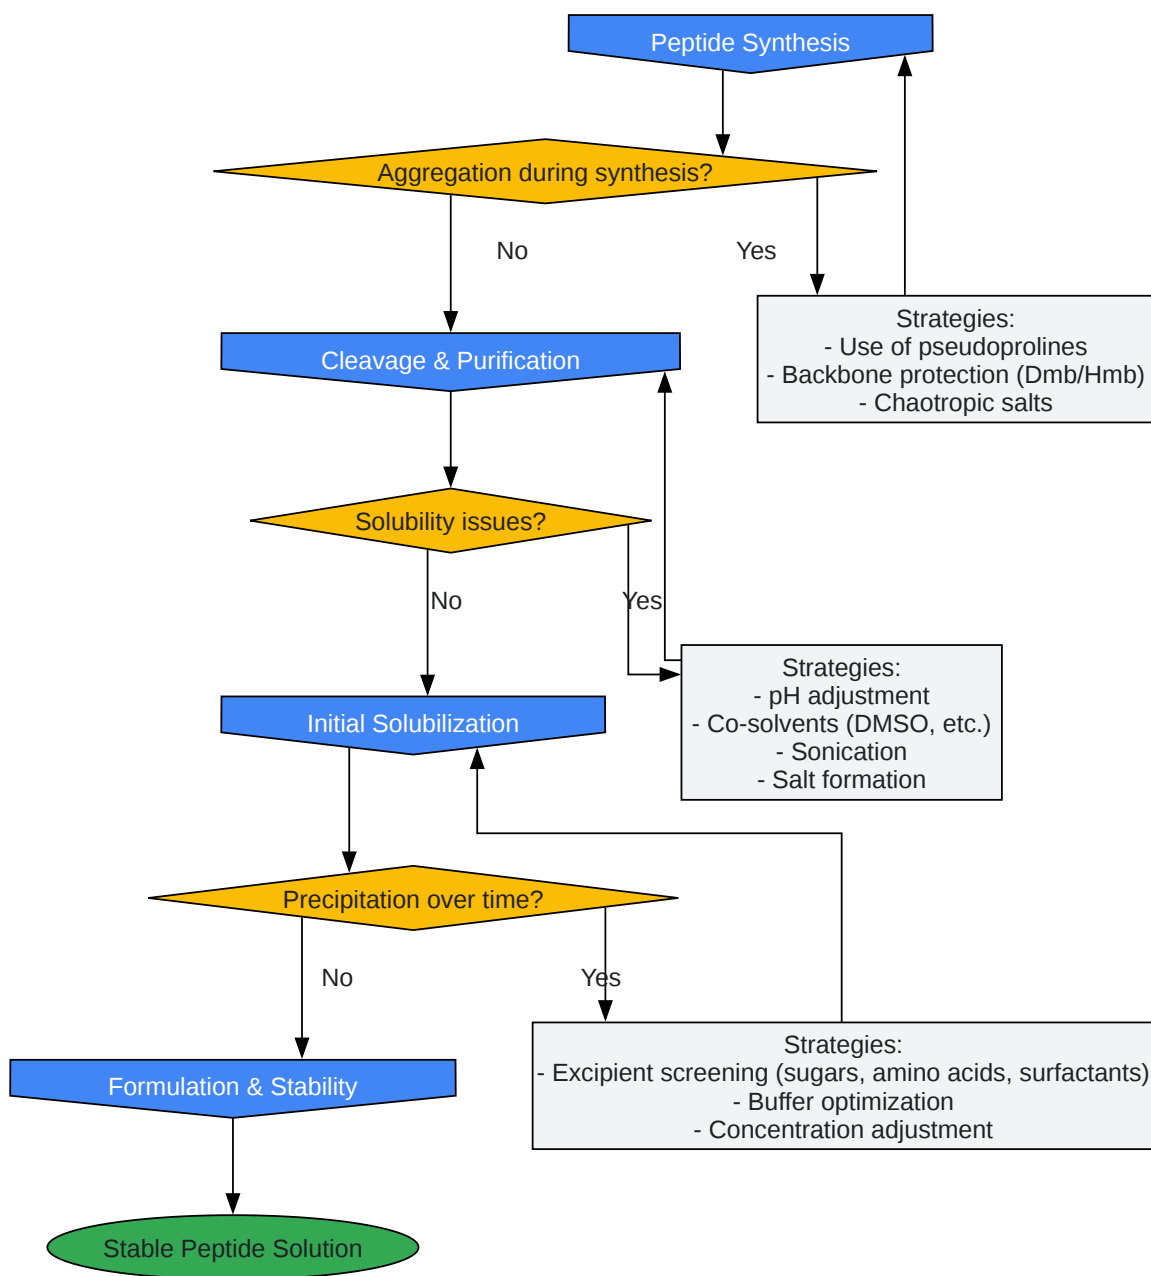 Peptide Synthesis
Aggregation during synthesis?
No
Yes
Strategies:
- Use of pseudoprolines
- Backbone protection (Dmb/Hmb)
- Chaotropic salts
Cleavage & Purification
Solubility issues?
No
Yes
Strategies:
- pH adjustment
- Co-solvents (DMSO, etc.)
- Sonication
- Salt formation
Initial Solubilization
Precipitation over time?
No
Yes
Strategies:
- Excipient screening (sugars, amino acids, surfactants)
- Buffer optimization
- Concentration adjustment
Formulation & Stability
Stable Peptide Solution